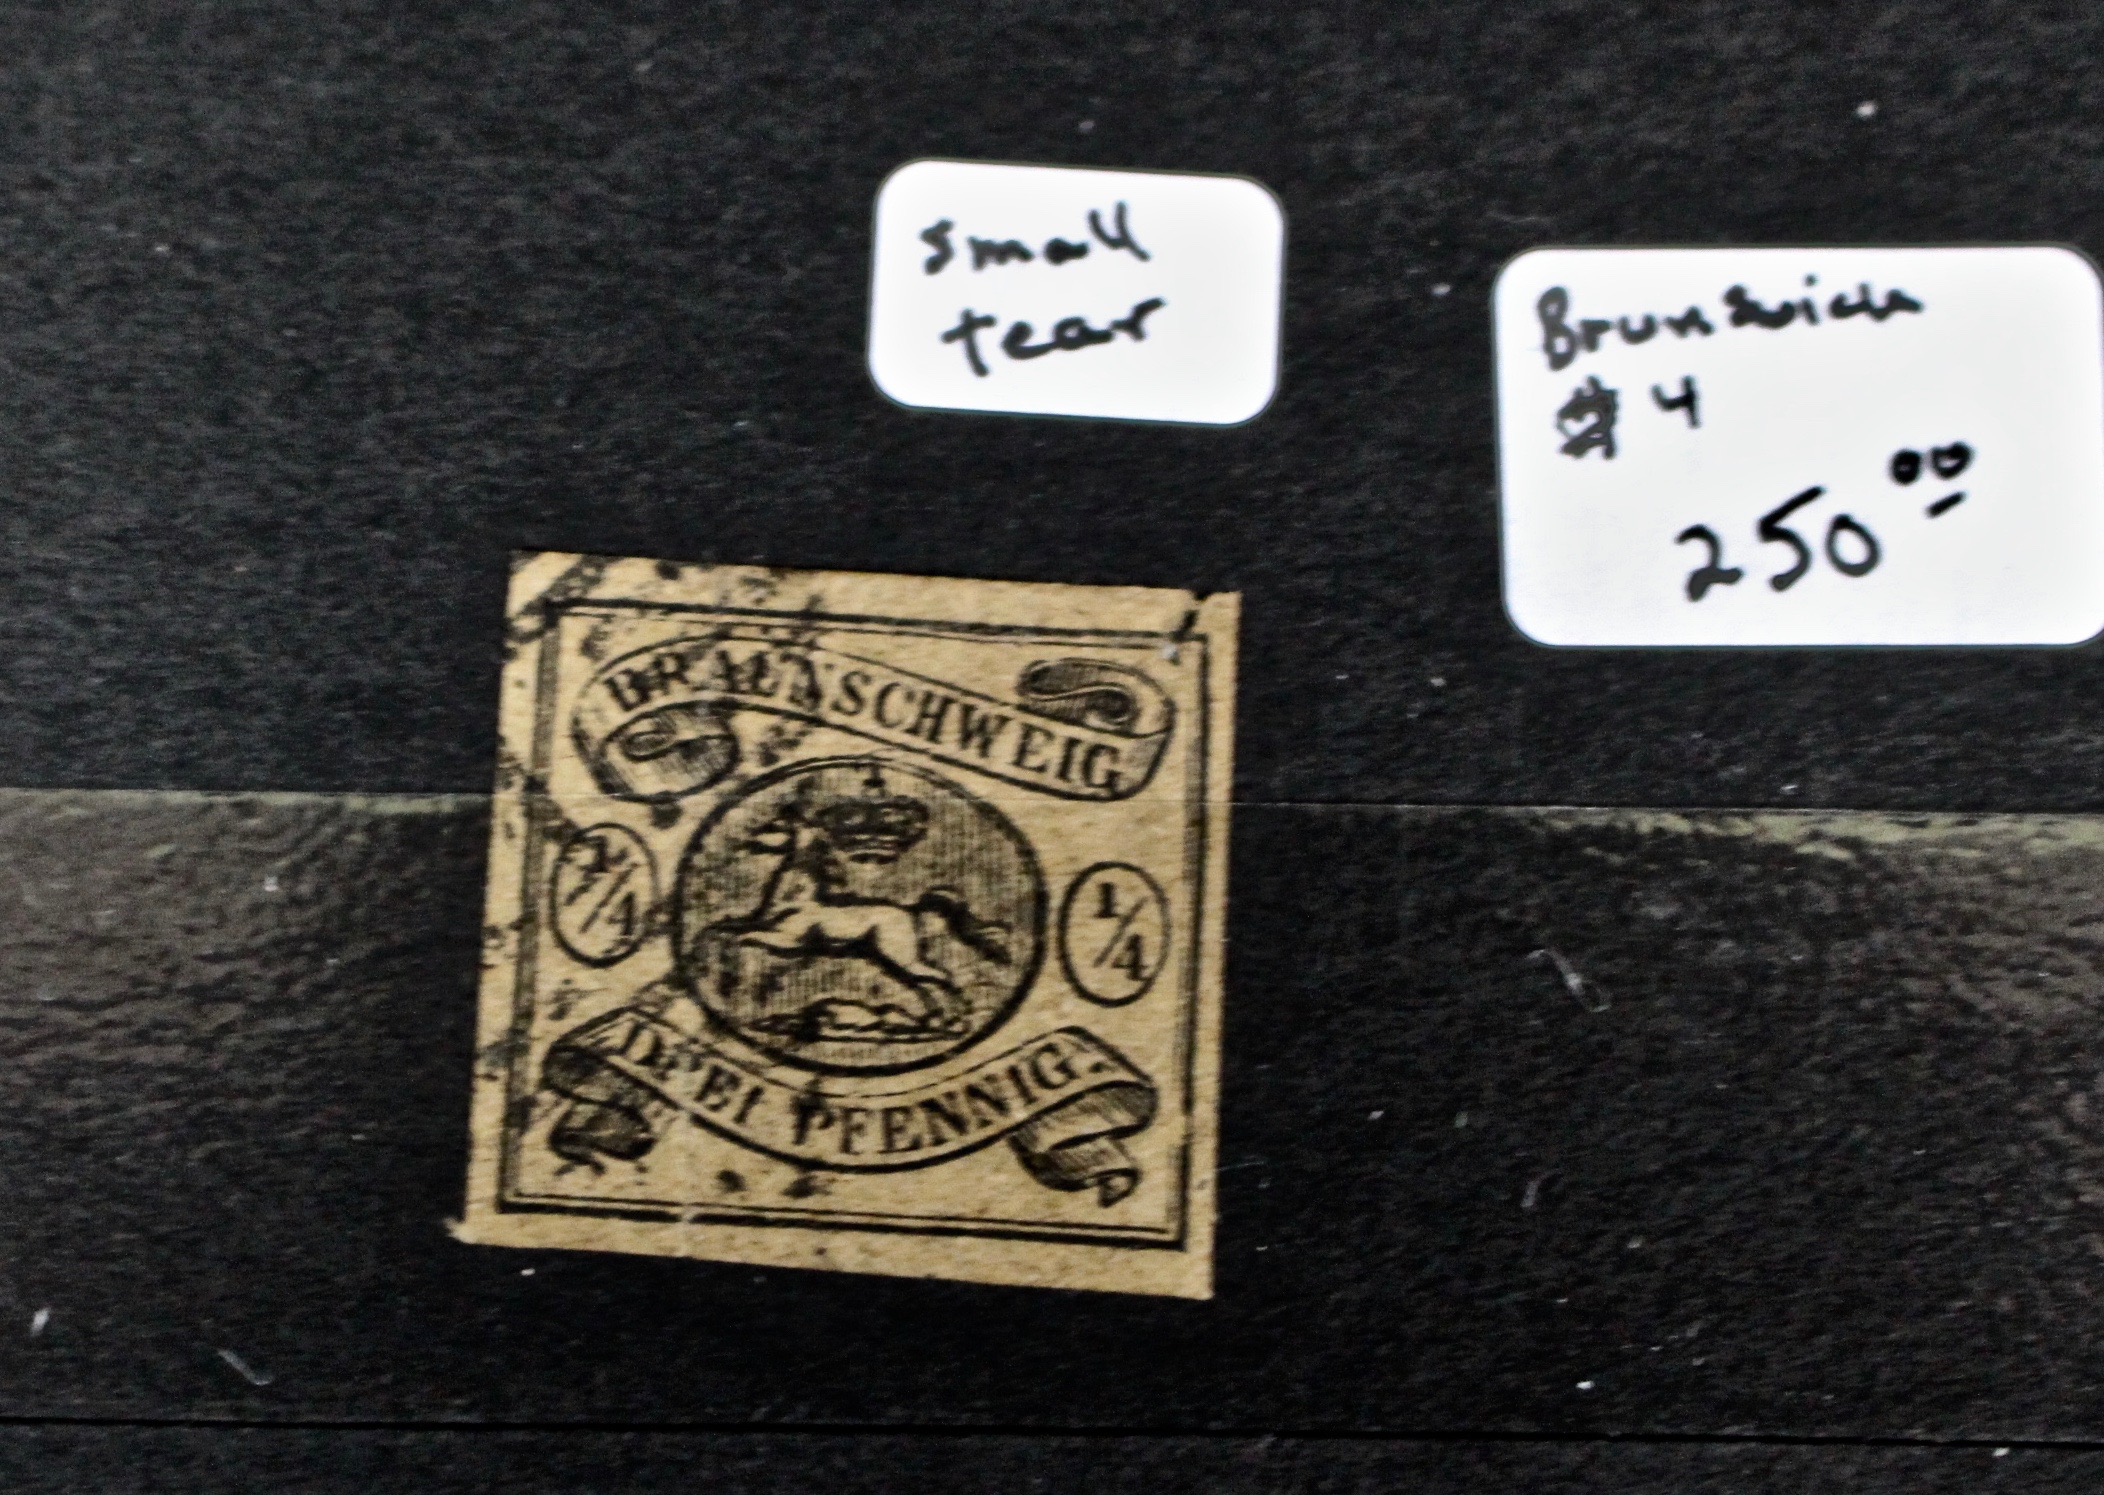 small
tear
Brunswick
# 4
250.00
BRAUNSCHWEIG
1/4
1/4
DREI PFENNIG.